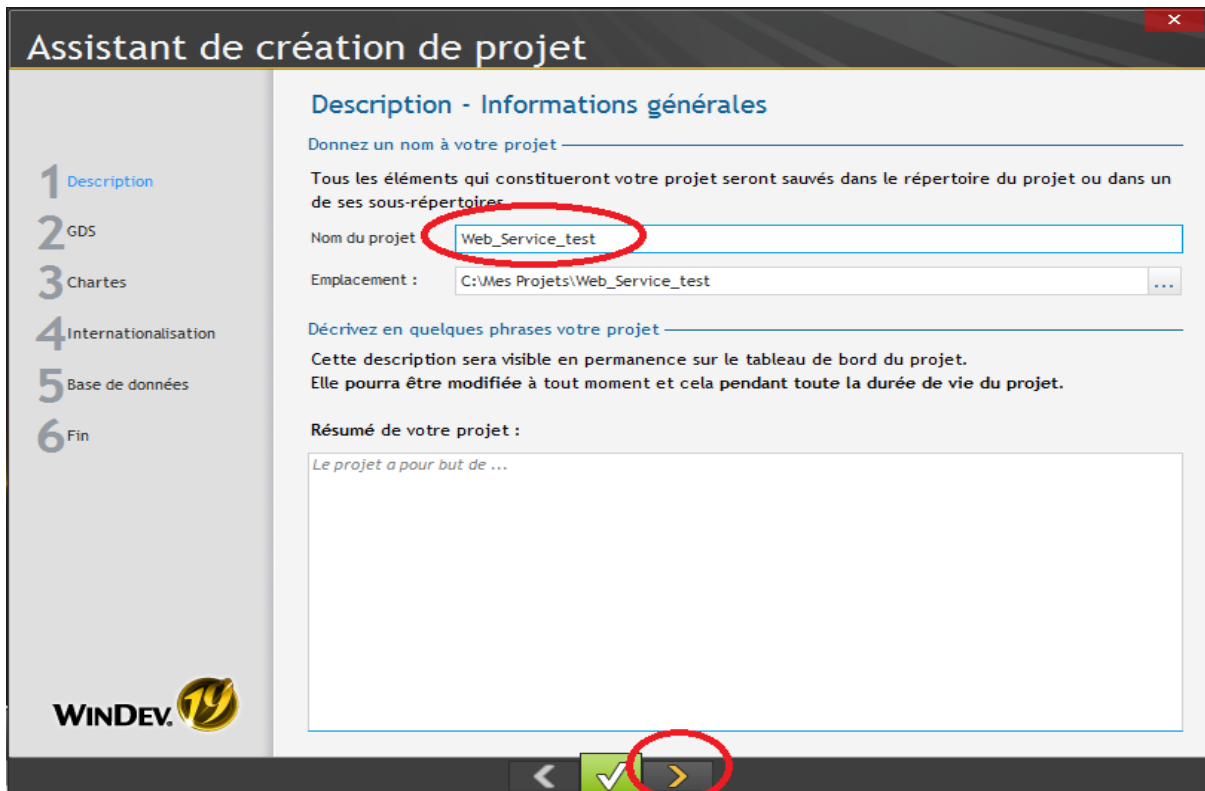 Assistant de création de projet
Description - Informations générales
Donnez un nom à votre projet
Tous les éléments qui constitueront votre projet seront sauvés dans le répertoire du projet ou dans un
de ses sous-répertoires
Nom du projet
Web_Service_test
Emplacement :
C:\Mes Projets\Web_Service_test
...
Décrivez en quelques phrases votre projet
Cette description sera visible en permanence sur le tableau de bord du projet.
Elle pourra être modifiée à tout moment et cela pendant toute la durée de vie du projet.
Résumé de votre projet :
Le projet a pour but de ...
1 Description
2 GDS
3 Chartes
4 Internationalisation
5 Base de données
6 Fin
WINDEV. 19